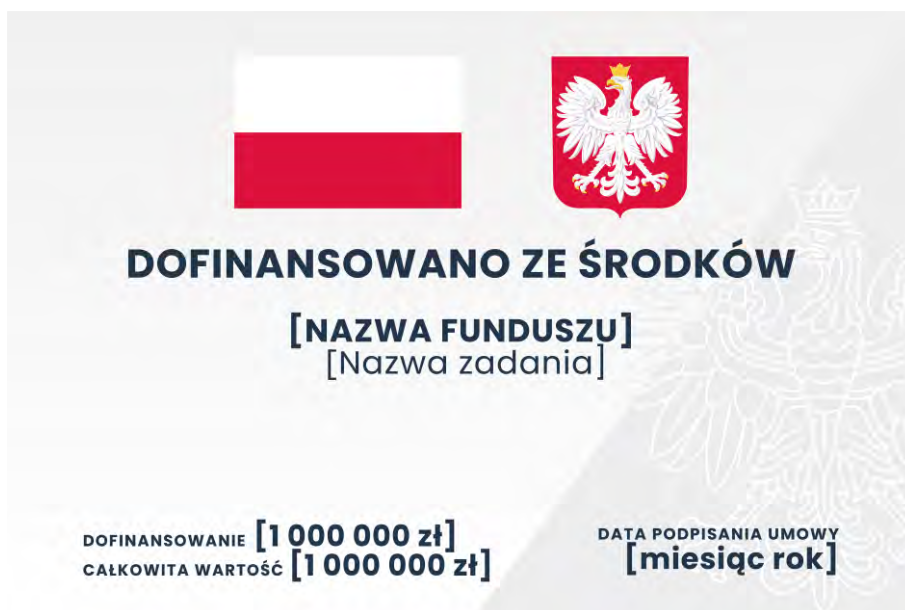 DOFINANSOWANO ZE ŚRODKÓW
[NAZWA FUNDUSZU]
[Nazwa zadania]
DOFINANSOWANIE [1 000 000 zł]
CAŁKOWITA WARTOŚĆ [1 000 000 zł]
DATA PODPISANIA UMOWY
[miesiąc rok]